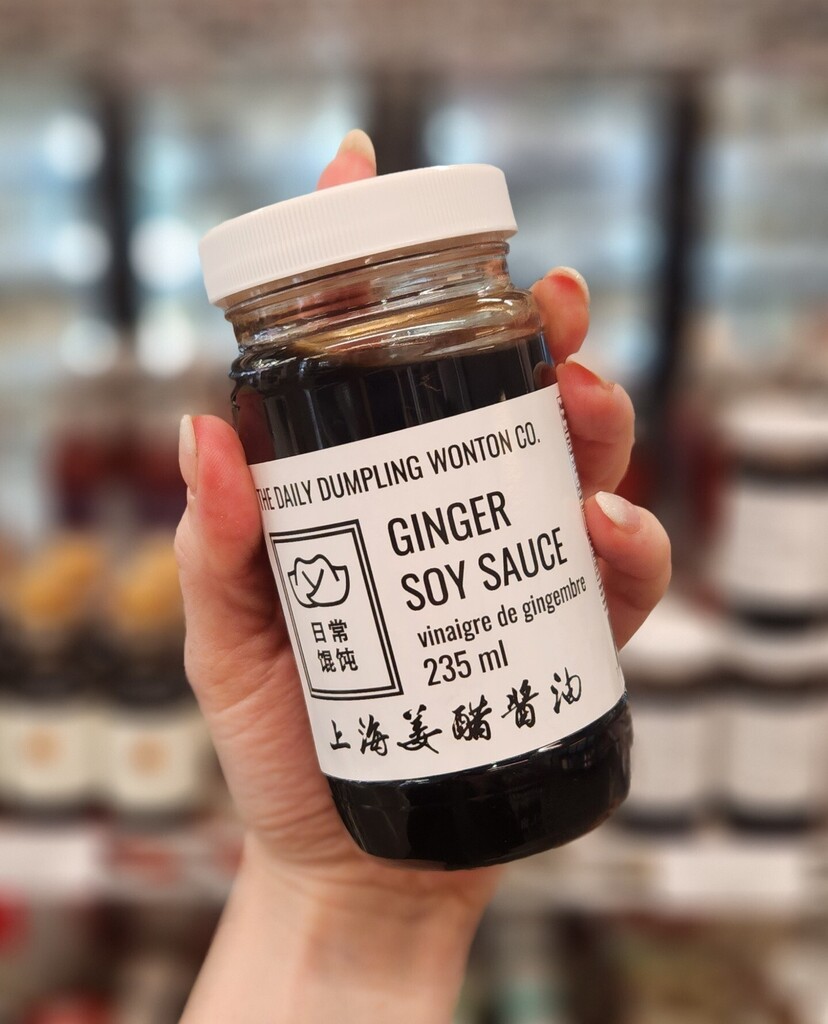 THE DAILY DUMPLING WONTON CO.
GINGER
SOY SAUCE
vinaigre de gingembre
235 ml
日常
馄饨
上海姜醋酱油